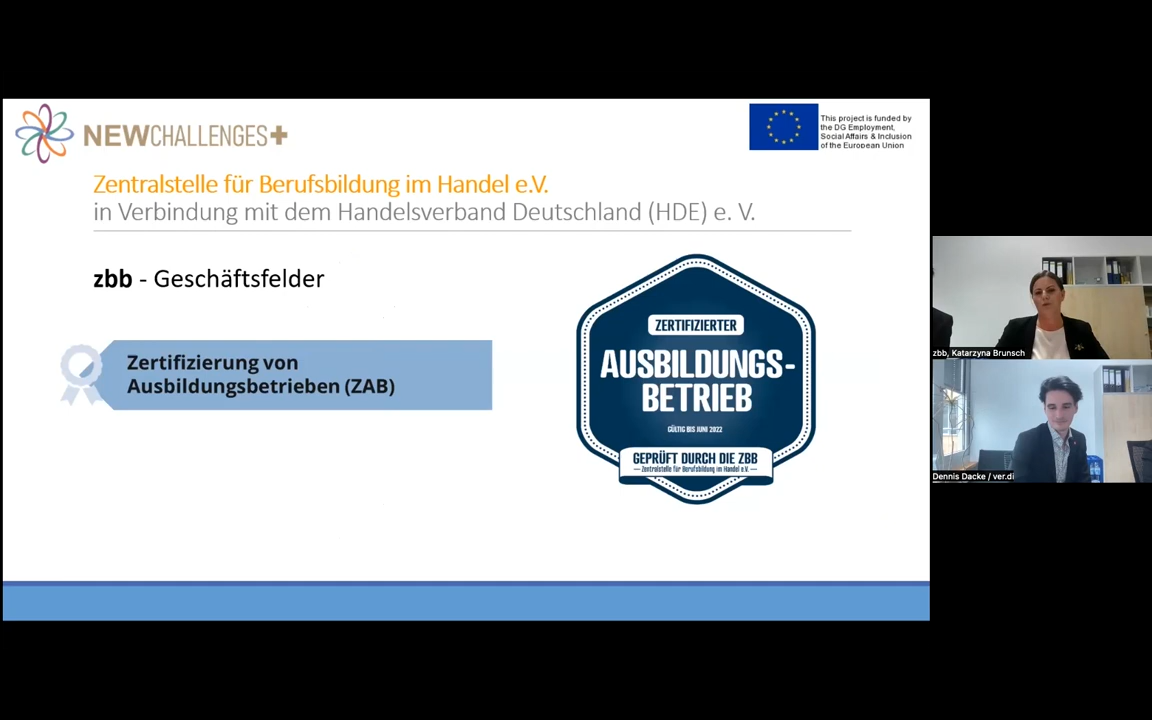 NEWCHALLENGES+
This project is funded by
the DG Employment,
Social Affairs & Inclusion
of the European Union
Zentralstelle für Berufsbildung im Handel e.V.
in Verbindung mit dem Handelsverband Deutschland (HDE) e. V.
zbb - Geschäftsfelder
Zertifizierung von
Ausbildungsbetrieben (ZAB)
ZERTIFIZIERTER
AUSBILDUNGS-
BETRIEB
GÜLTIG BIS JUNI 2022
GEPRÜFT DURCH DIE ZBB
— Zentralstelle für Berufsbildung im Handel e.V. —
zbb, Katarzyna Brunsch
Dennis Dacke / ver.di